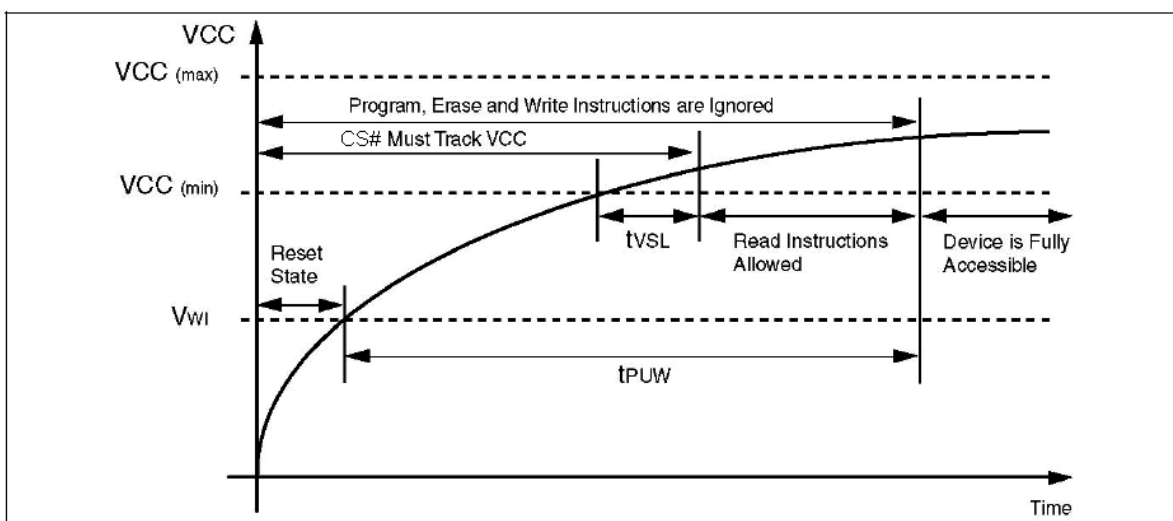 VCC
VCC (max)
Program, Erase and Write Instructions are Ignored
CS# Must Track VCC
VCC (min)
Reset
State
tVSL
Read Instructions
Allowed
Device is Fully
Accessible
VWI
tPUW
Time